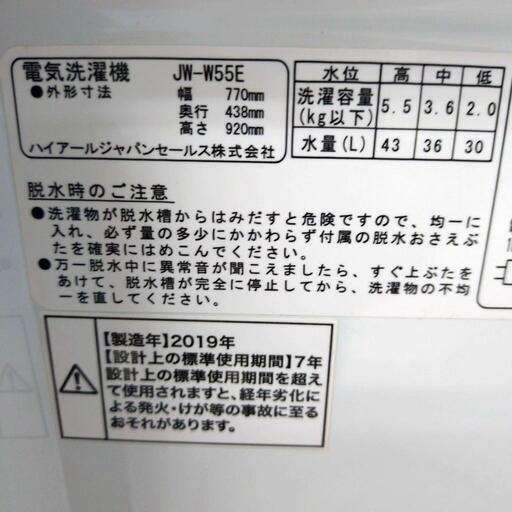 電気洗濯機 JW-W55E
●外形寸法 幅 770mm
奥行 438mm
高さ 920mm
ハイアールジャパンセールス株式会社
水位 高 中 低
洗濯容量(kg以下) 5.5 3.6 2.0
水量(L) 43 36 30
脱水時のご注意
●洗濯物が脱水槽からはみだすと危険ですので、均一に
入れ、必ず量の多少にかかわらず付属の脱水おさえぶ
たを確実にはめこんでください。
●万一脱水中に異常音が聞こえましたら、すぐ上ぶたを
あけて、脱水槽が完全に停止してから、洗濯物の不均
一を直してください。
【製造年】2019年
【設計上の標準使用期間】7年
設計上の標準使用期間を超え
て使用されますと、経年劣化に
よる発火・けが等の事故に至る
おそれがあります。